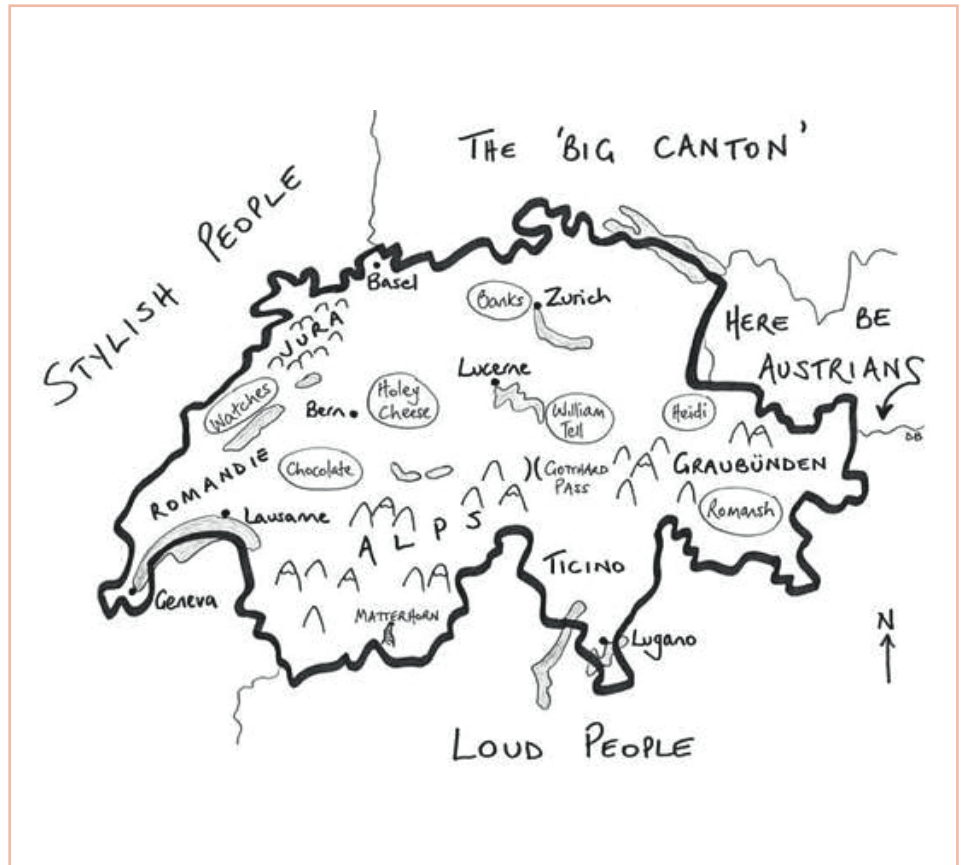 THE 'BIG CANTON'
STYLISH PEOPLE
Basel
Banks
Zurich
HERE BE
AUSTRIANS
DB
JURA
Lucerne
Watches
Bern
Holey
Cheese
William
Tell
Heidi
ROMANDIE
Chocolate
GOTTHARD
PASS
GRAUBÜNDEN
Romansh
Lausanne
ALPS
TICINO
Geneva
MATTERHORN
Lugano
N
LOUD PEOPLE